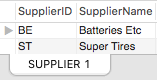 SupplierID SupplierName
BE Batteries Etc
ST Super Tires
SUPPLIER 1